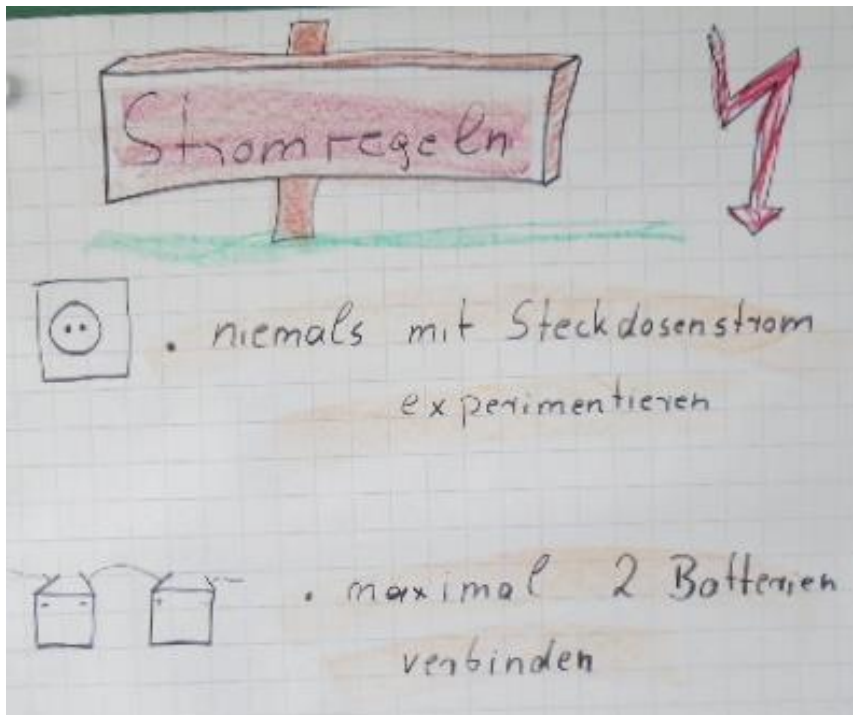 Stromregeln
• niemals mit Steckdosenstrom
experimentieren
• maximal 2 Batterien
verbinden